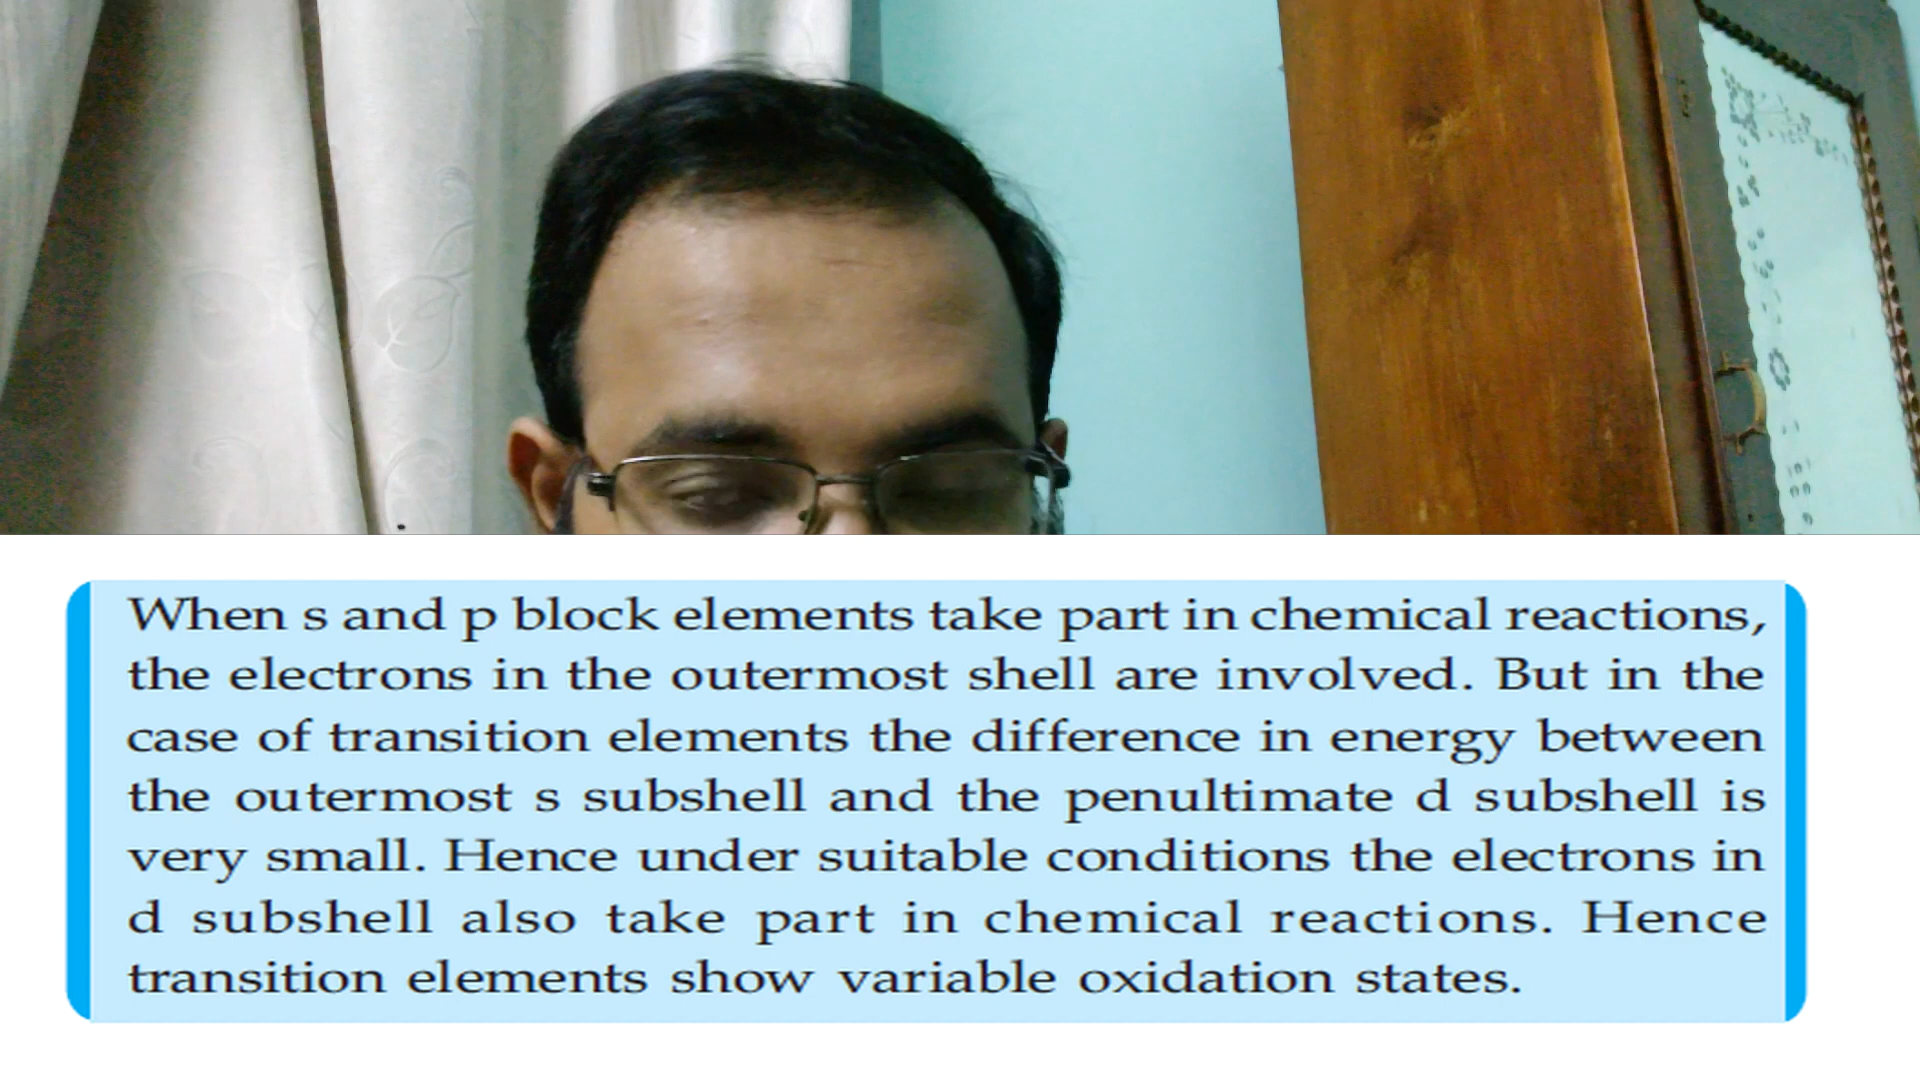 When s and p block elements take part in chemical reactions,
the electrons in the outermost shell are involved. But in the
case of transition elements the difference in energy between
the outermost s subshell and the penultimate d subshell is
very small. Hence under suitable conditions the electrons in
d subshell also take part in chemical reactions. Hence
transition elements show variable oxidation states.